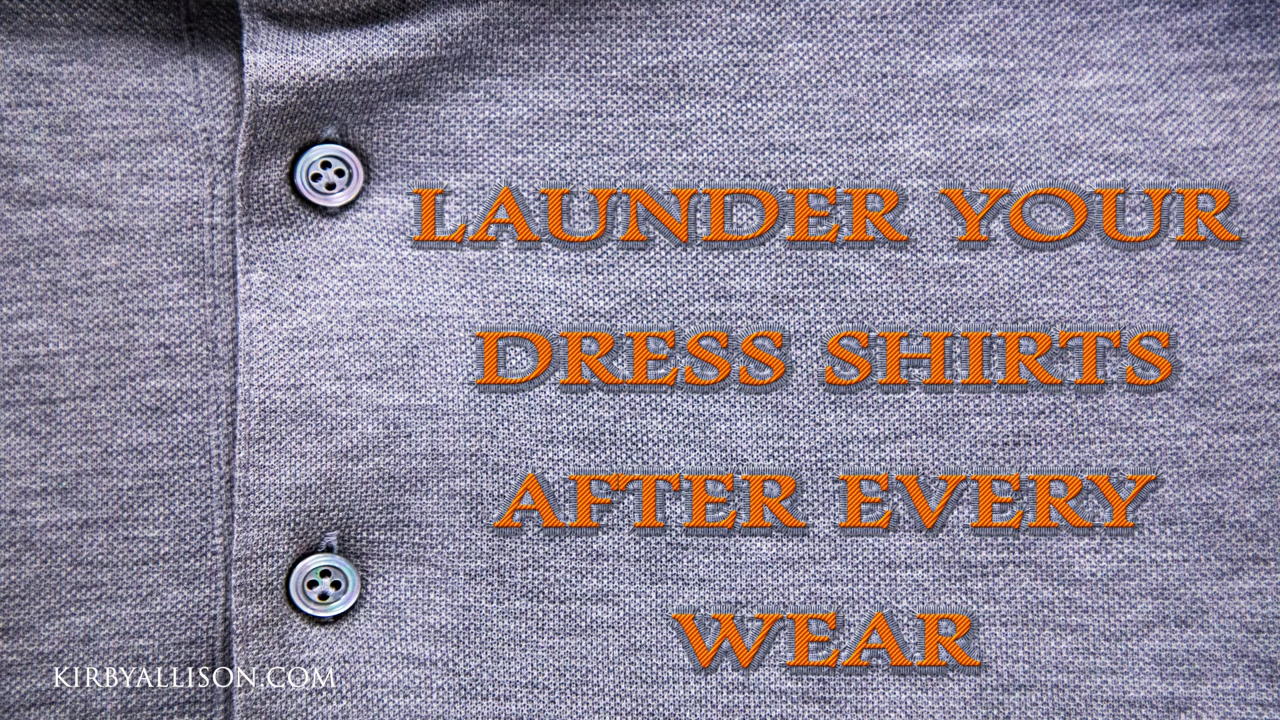 LAUNDER YOUR
DRESS SHIRTS
AFTER EVERY
WEAR
KIRBYALLISON.COM